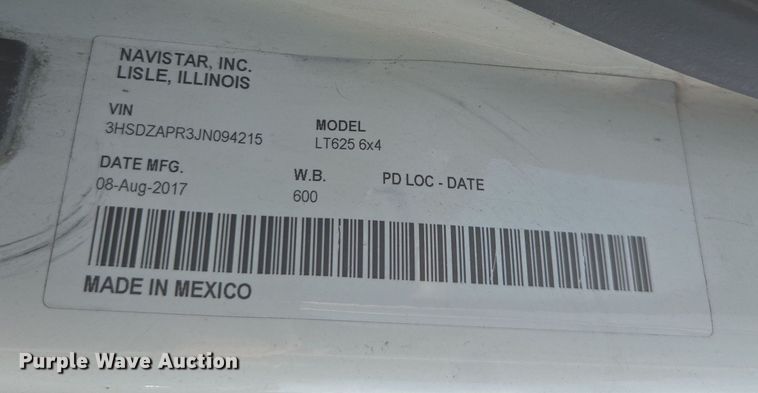 NAVISTAR, INC.
LISLE, ILLINOIS
VIN
3HSDZAPR3JN094215
MODEL
LT625 6x4
DATE MFG.
08-Aug-2017
W.B.
600
PD LOC - DATE
MADE IN MEXICO
Purple Wave Auction